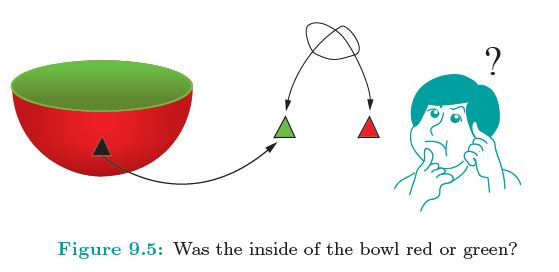 ?
Figure 9.5: Was the inside of the bowl red or green?